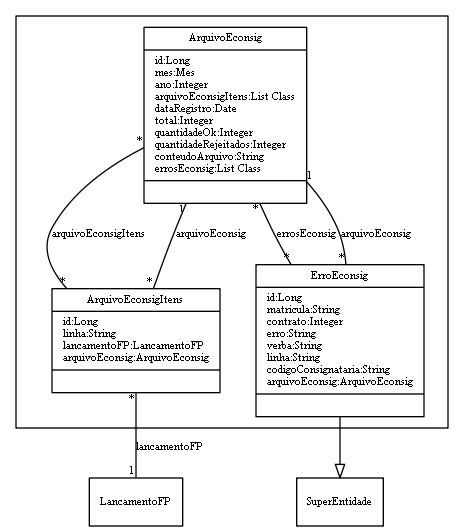 ArquivoEconsig
id:Long
mes:Mes
ano:Integer
arquivoEconsigItens:List Class
dataRegistro:Date
total:Integer
quantidadeOk:Integer
quantidadeRejeitados:Integer
conteudoArquivo:String
errosEconsig:List Class
* 1 * 1
arquivoEconsigItens arquivoEconsig errosEconsig arquivoEconsig
* * * *
ArquivoEconsigItens
id:Long
linha:String
lancamentoFP:LancamentoFP
arquivoEconsig:ArquivoEconsig
ErroEconsig
id:Long
matricula:String
contrato:Integer
erro:String
verba:String
linha:String
codigoConsignataria:String
arquivoEconsig:ArquivoEconsig
*
lancamentoFP
1
LancamentoFP
SuperEntidade